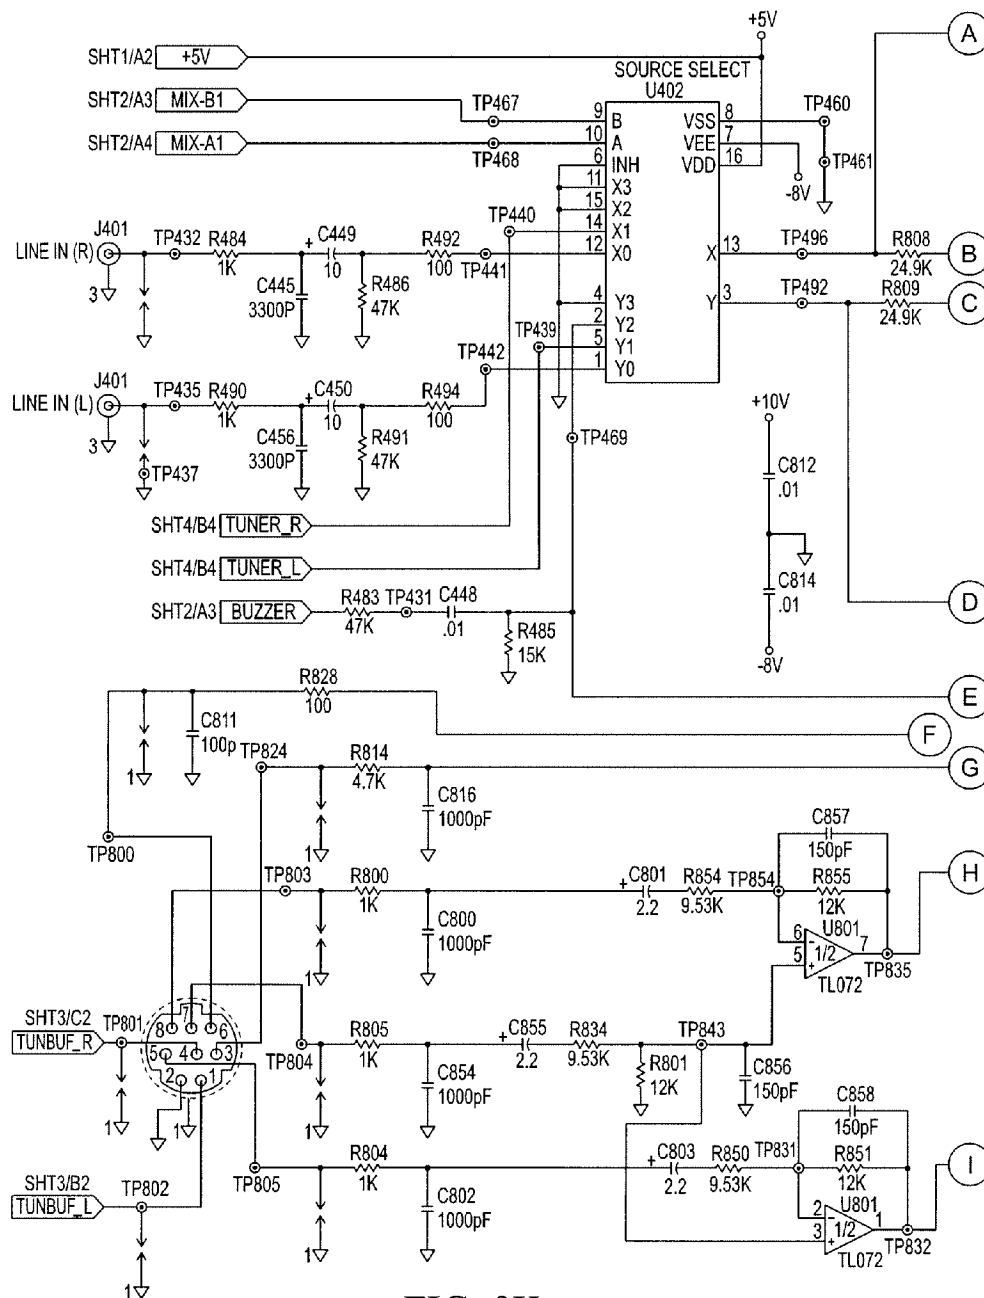 +5V
A
SHT1/A2 +5V
SOURCE SELECT
U402
SHT2/A3 MIX-B1
TP467
9 B VSS 8 TP460
SHT2/A4 MIX-A1
10 A VEE 7
TP468
6 INH VDD 16 TP461
11 X3
-8V
15 X2
TP440
14 X1
12 X0 X 13 TP496 R808 B
24.9K
J401
LINE IN (R) TP432 R484 + C449 R492 TP441
1K 10 100
3
C445
3300P
R486
47K
4 Y3 Y 3 TP492 R809 C
24.9K
2 Y2
TP439
5 Y1
TP442
1 Y0
J401
LINE IN (L) TP435 R490 + C450 R494
1K 10 100
3
+10V
C456
3300P
R491
47K
TP437
TP469
C812
.01
SHT4/B4 TUNER_R
SHT4/B4 TUNER_L
C814
.01
SHT2/A3 BUZZER R483 TP431 C448
47K .01
D
R485
15K
-8V
R828
100
E
C811
100p
F
1
TP824 R814
4.7K
G
C816
1000pF
1
C857
150pF
TP800
TP803 R800
1K
+ C801 R854 TP854 R855
2.2 9.53K 12K
H
C800
1000pF
6 - U801
5 + 1/2 7
TP835
TL072
1
SHT3/C2
TUNBUF_R TP801
8 7 6
5 4 3
2 1
TP804 R805
1K
+ C855 R834 TP843
2.2 9.53K
C854
1000pF
R801
12K
C856
150pF
1
1
1
C858
150pF
TP805 R804
1K
+ C803 R850 TP831 R851
2.2 9.53K 12K
I
SHT3/B2
TUNBUF_L TP802
C802
1000pF
2 - U801
3 + 1/2 1
TP832
TL072
1
1